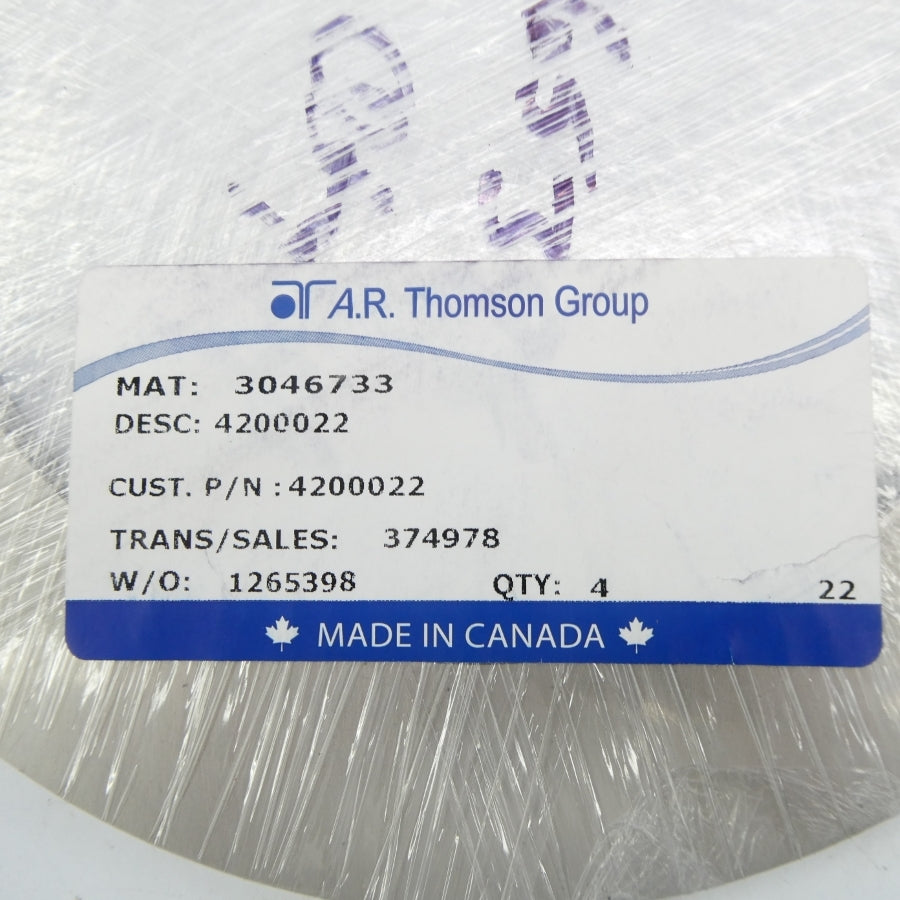 A.R. Thomson Group
MAT: 3046733
DESC: 4200022
CUST. P/N : 4200022
TRANS/SALES: 374978
W/O: 1265398 QTY: 4 22
MADE IN CANADA